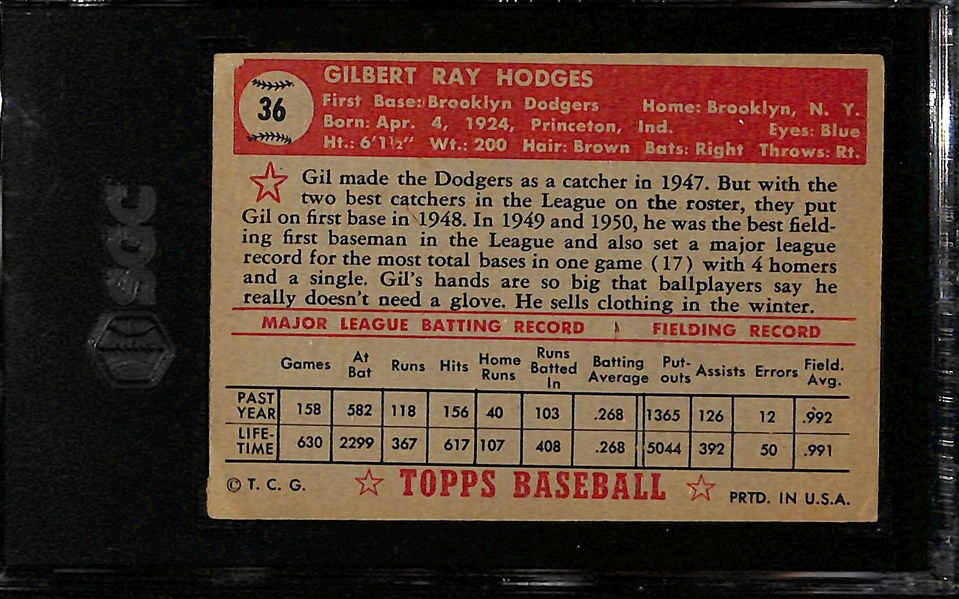 GILBERT RAY HODGES
36
First Base: Brooklyn Dodgers Home: Brooklyn, N. Y.
Born: Apr. 4, 1924, Princeton, Ind. Eyes: Blue
Ht.: 6'1½" Wt.: 200 Hair: Brown Bats: Right Throws: Rt.
Gil made the Dodgers as a catcher in 1947. But with the
two best catchers in the League on the roster, they put
Gil on first base in 1948. In 1949 and 1950, he was the best field-
ing first baseman in the League and also set a major league
record for the most total bases in one game (17) with 4 homers
and a single. Gil's hands are so big that ballplayers say he
really doesn't need a glove. He sells clothing in the winter.
MAJOR LEAGUE BATTING RECORD FIELDING RECORD
Games At Bat Runs Hits Home Runs Runs Batted In Batting Average Put-outs Assists Errors Field. Avg.
PAST YEAR 158 582 118 156 40 103 .268 1365 126 12 .992
LIFE-TIME 630 2299 367 617 107 408 .268 5044 392 50 .991
© T. C. G. TOPPS BASEBALL PRTD. IN U.S.A.
SGC